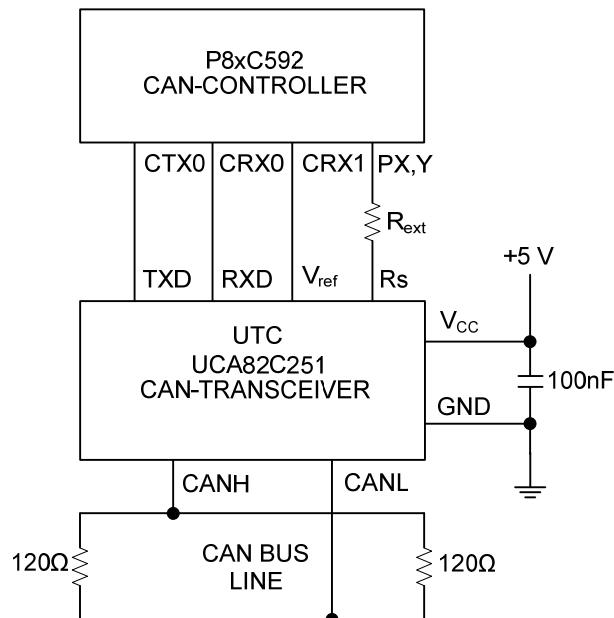 P8xC592
CAN-CONTROLLER
CTX0 CRX0 CRX1 PX,Y
Rext
+5 V
TXD RXD Vref Rs
UTC
UCA82C251
CAN-TRANSCEIVER
VCC
100nF
GND
CANH CANL
120Ω CAN BUS LINE 120Ω